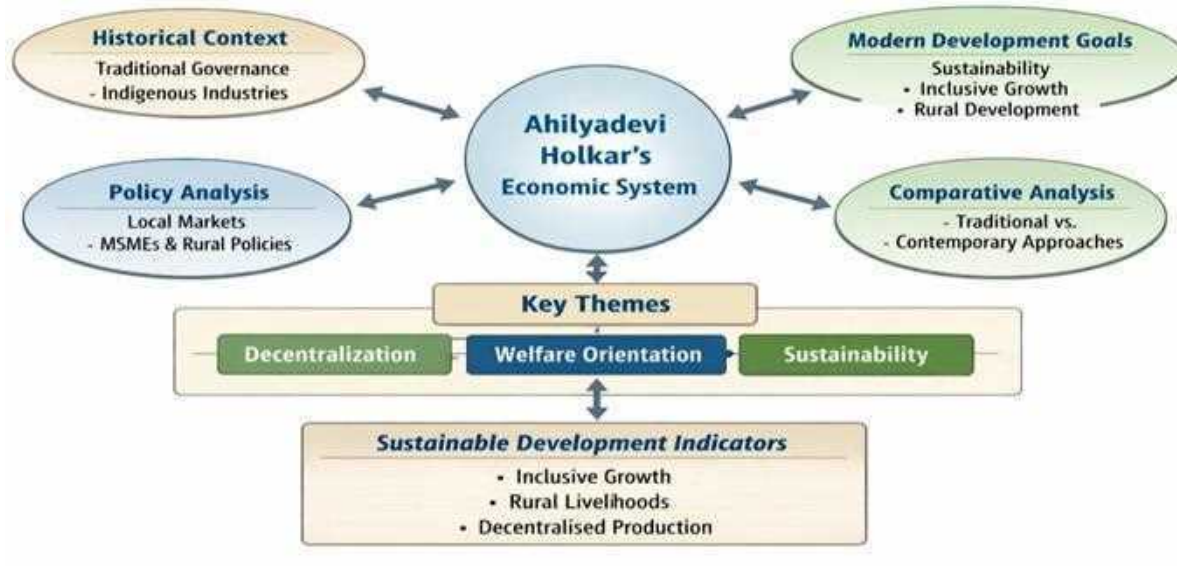 Historical Context
Traditional Governance
- Indigenous Industries
Modern Development Goals
Sustainability
• Inclusive Growth
• Rural Development
Ahilyadevi
Holkar's
Economic System
Policy Analysis
Local Markets
- MSMEs & Rural Policies
Comparative Analysis
- Traditional vs.
- Contemporary Approaches
Key Themes
Decentralization
Welfare Orientation
Sustainability
Sustainable Development Indicators
• Inclusive Growth
• Rural Livelihoods
• Decentralised Production